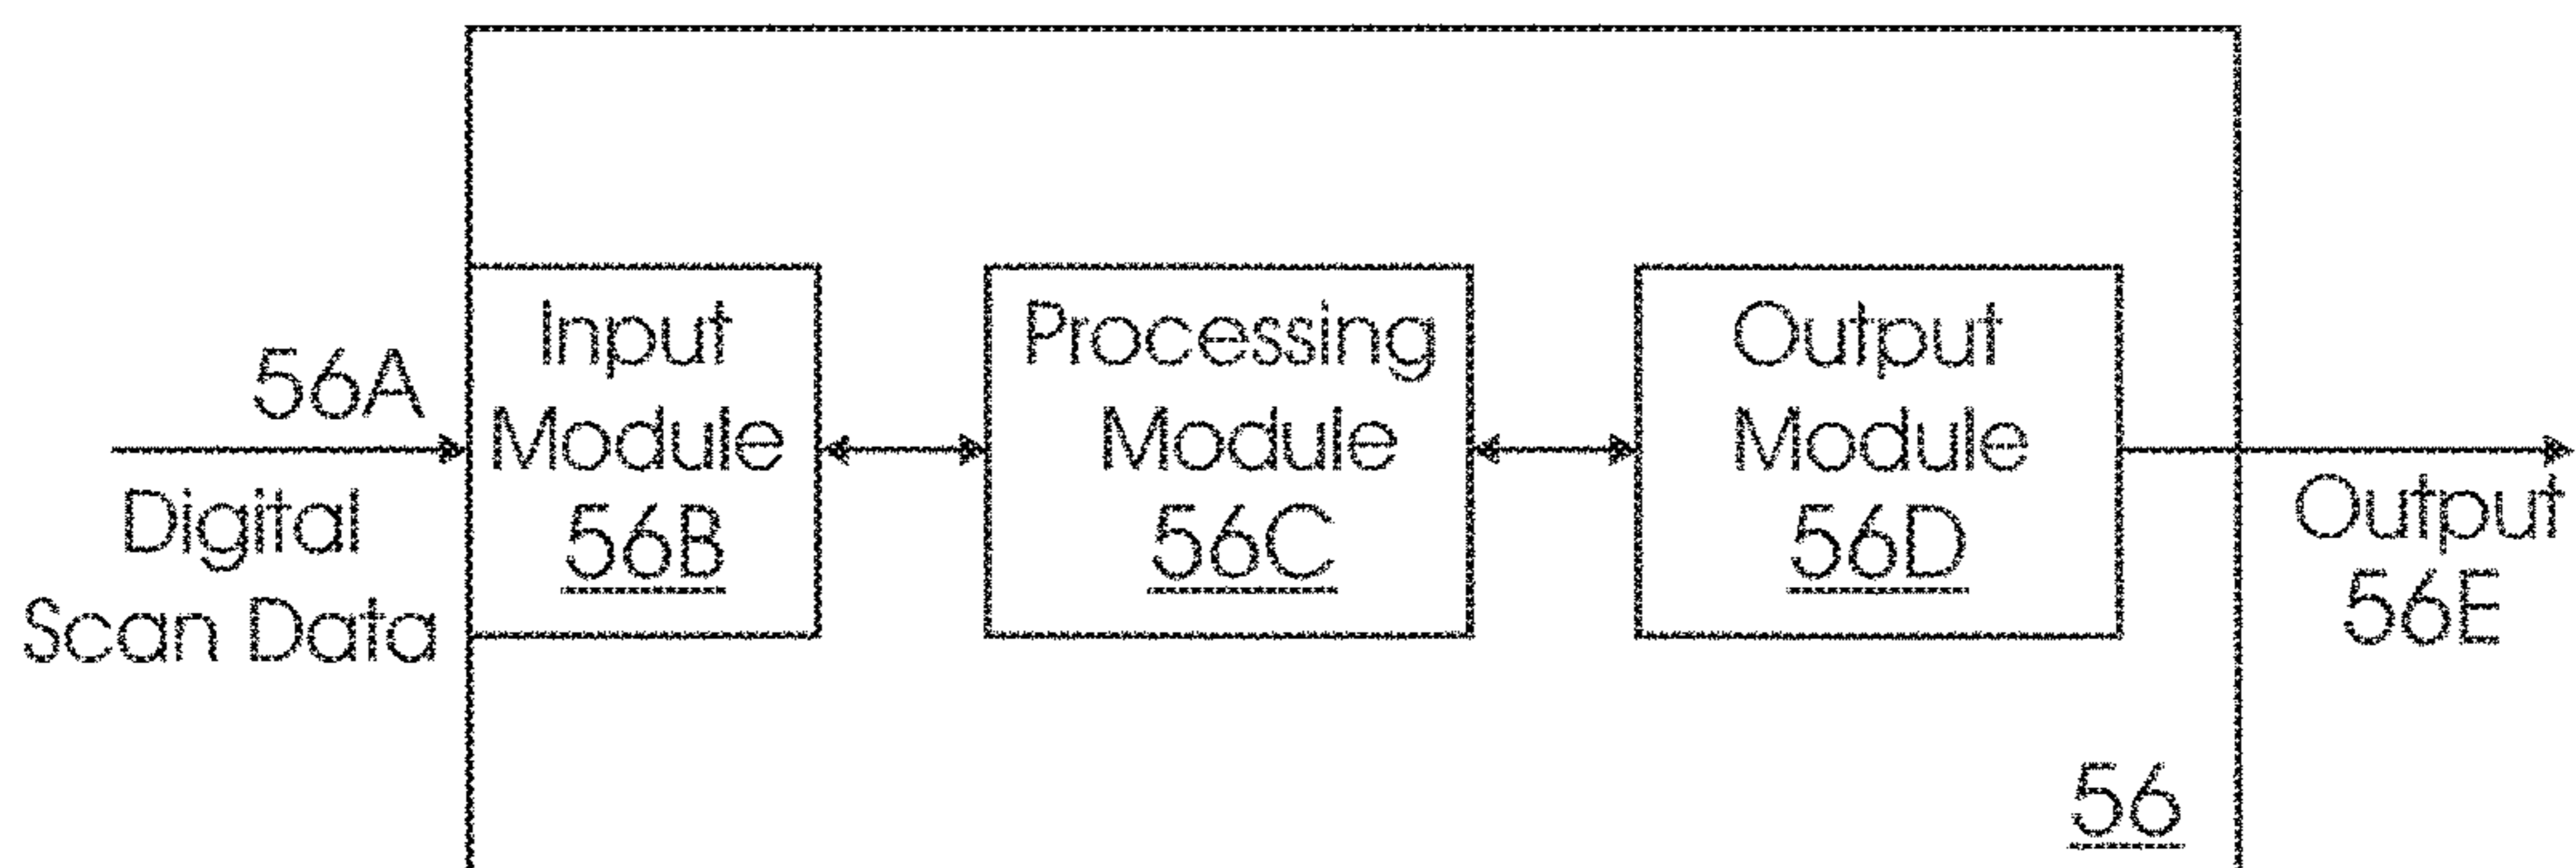 56A
Digital
Scan Data
Input
Module
56B
Processing
Module
56C
Output
Module
56D
Output
56E
56